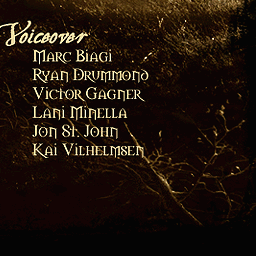 Voiceover
Marc Biagi
Ryan Drummond
Victor Gagner
Lani Minella
Jon St. John
Kai Vilhelmsen